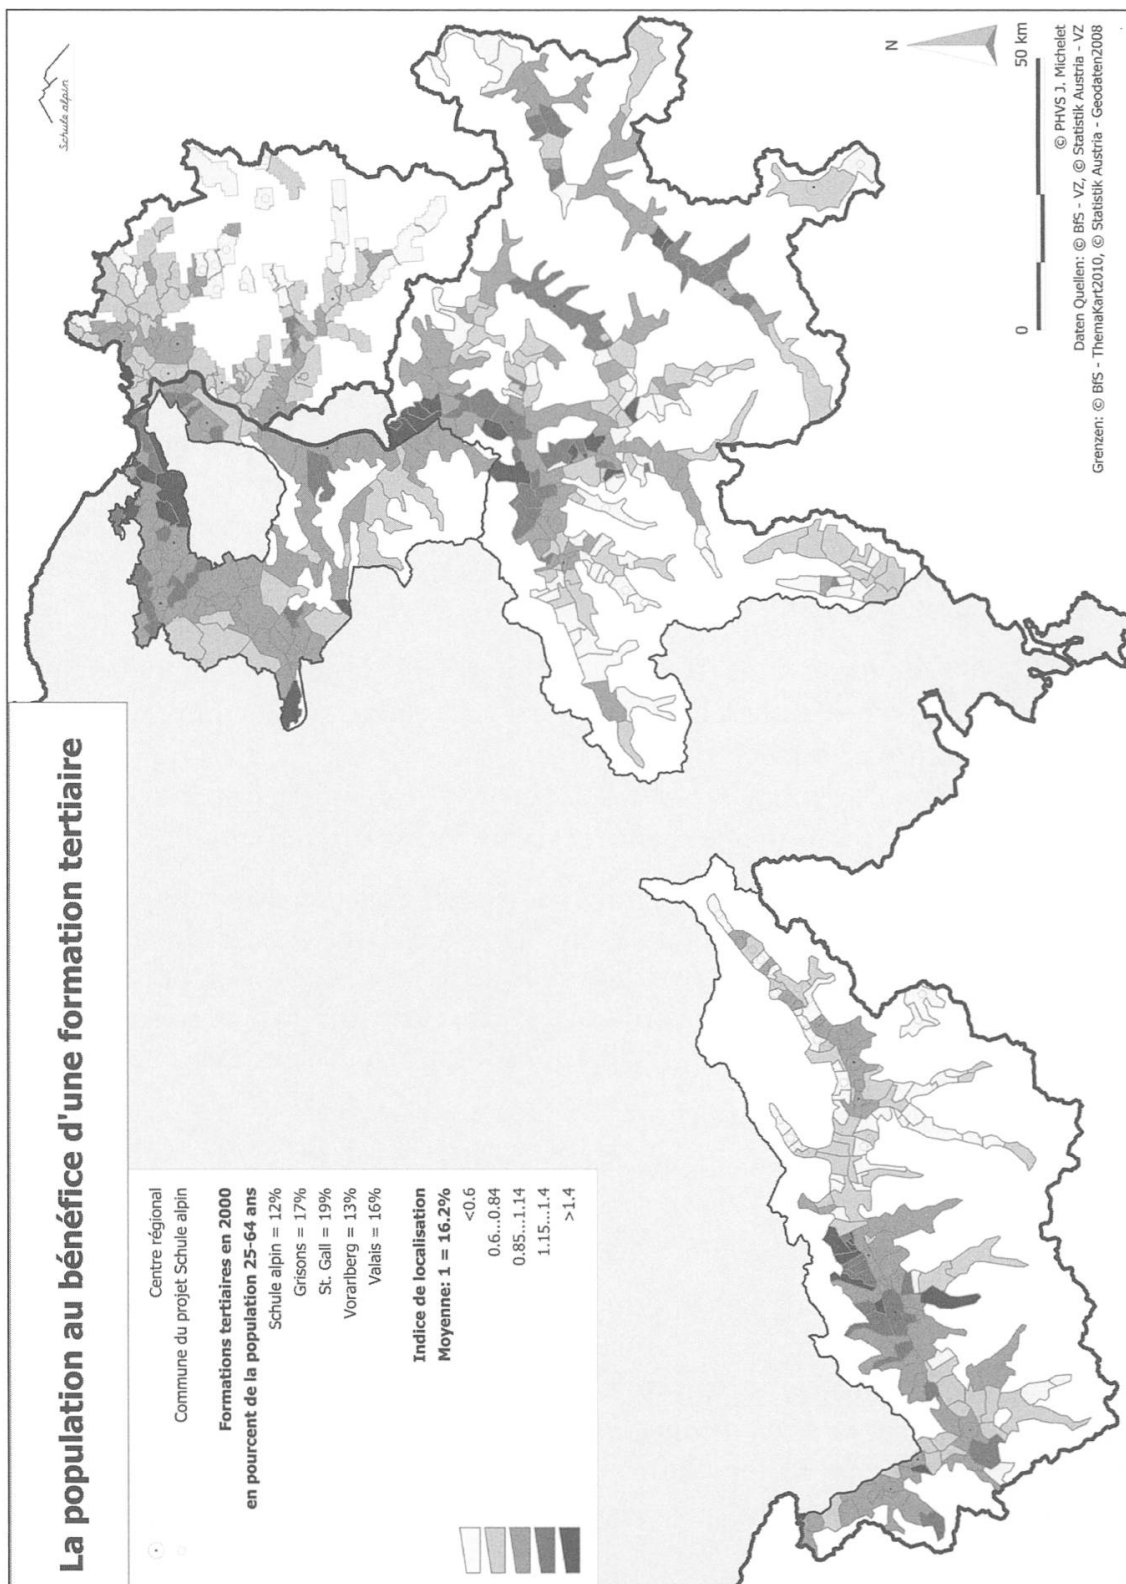 La population au bénéfice d'une formation tertiaire
Schule alpin
Centre régional
Commune du projet Schule alpin
Formations tertiaires en 2000
en pourcent de la population 25-64 ans
Schule alpin = 12%
Grisons = 17%
St. Gall = 19%
Vorarlberg = 13%
Valais = 16%
Indice de localisation
Moyenne: 1 = 16.2%
<0.6
0.6...0.84
0.85...1.14
1.15...1.4
>1.4
N
0 50 km
© PHVS J. Michelet
Daten Quellen: © BfS - VZ, © Statistik Austria - VZ
Grenzen: © BfS - ThemaKart2010, © Statistik Austria - Geodaten2008